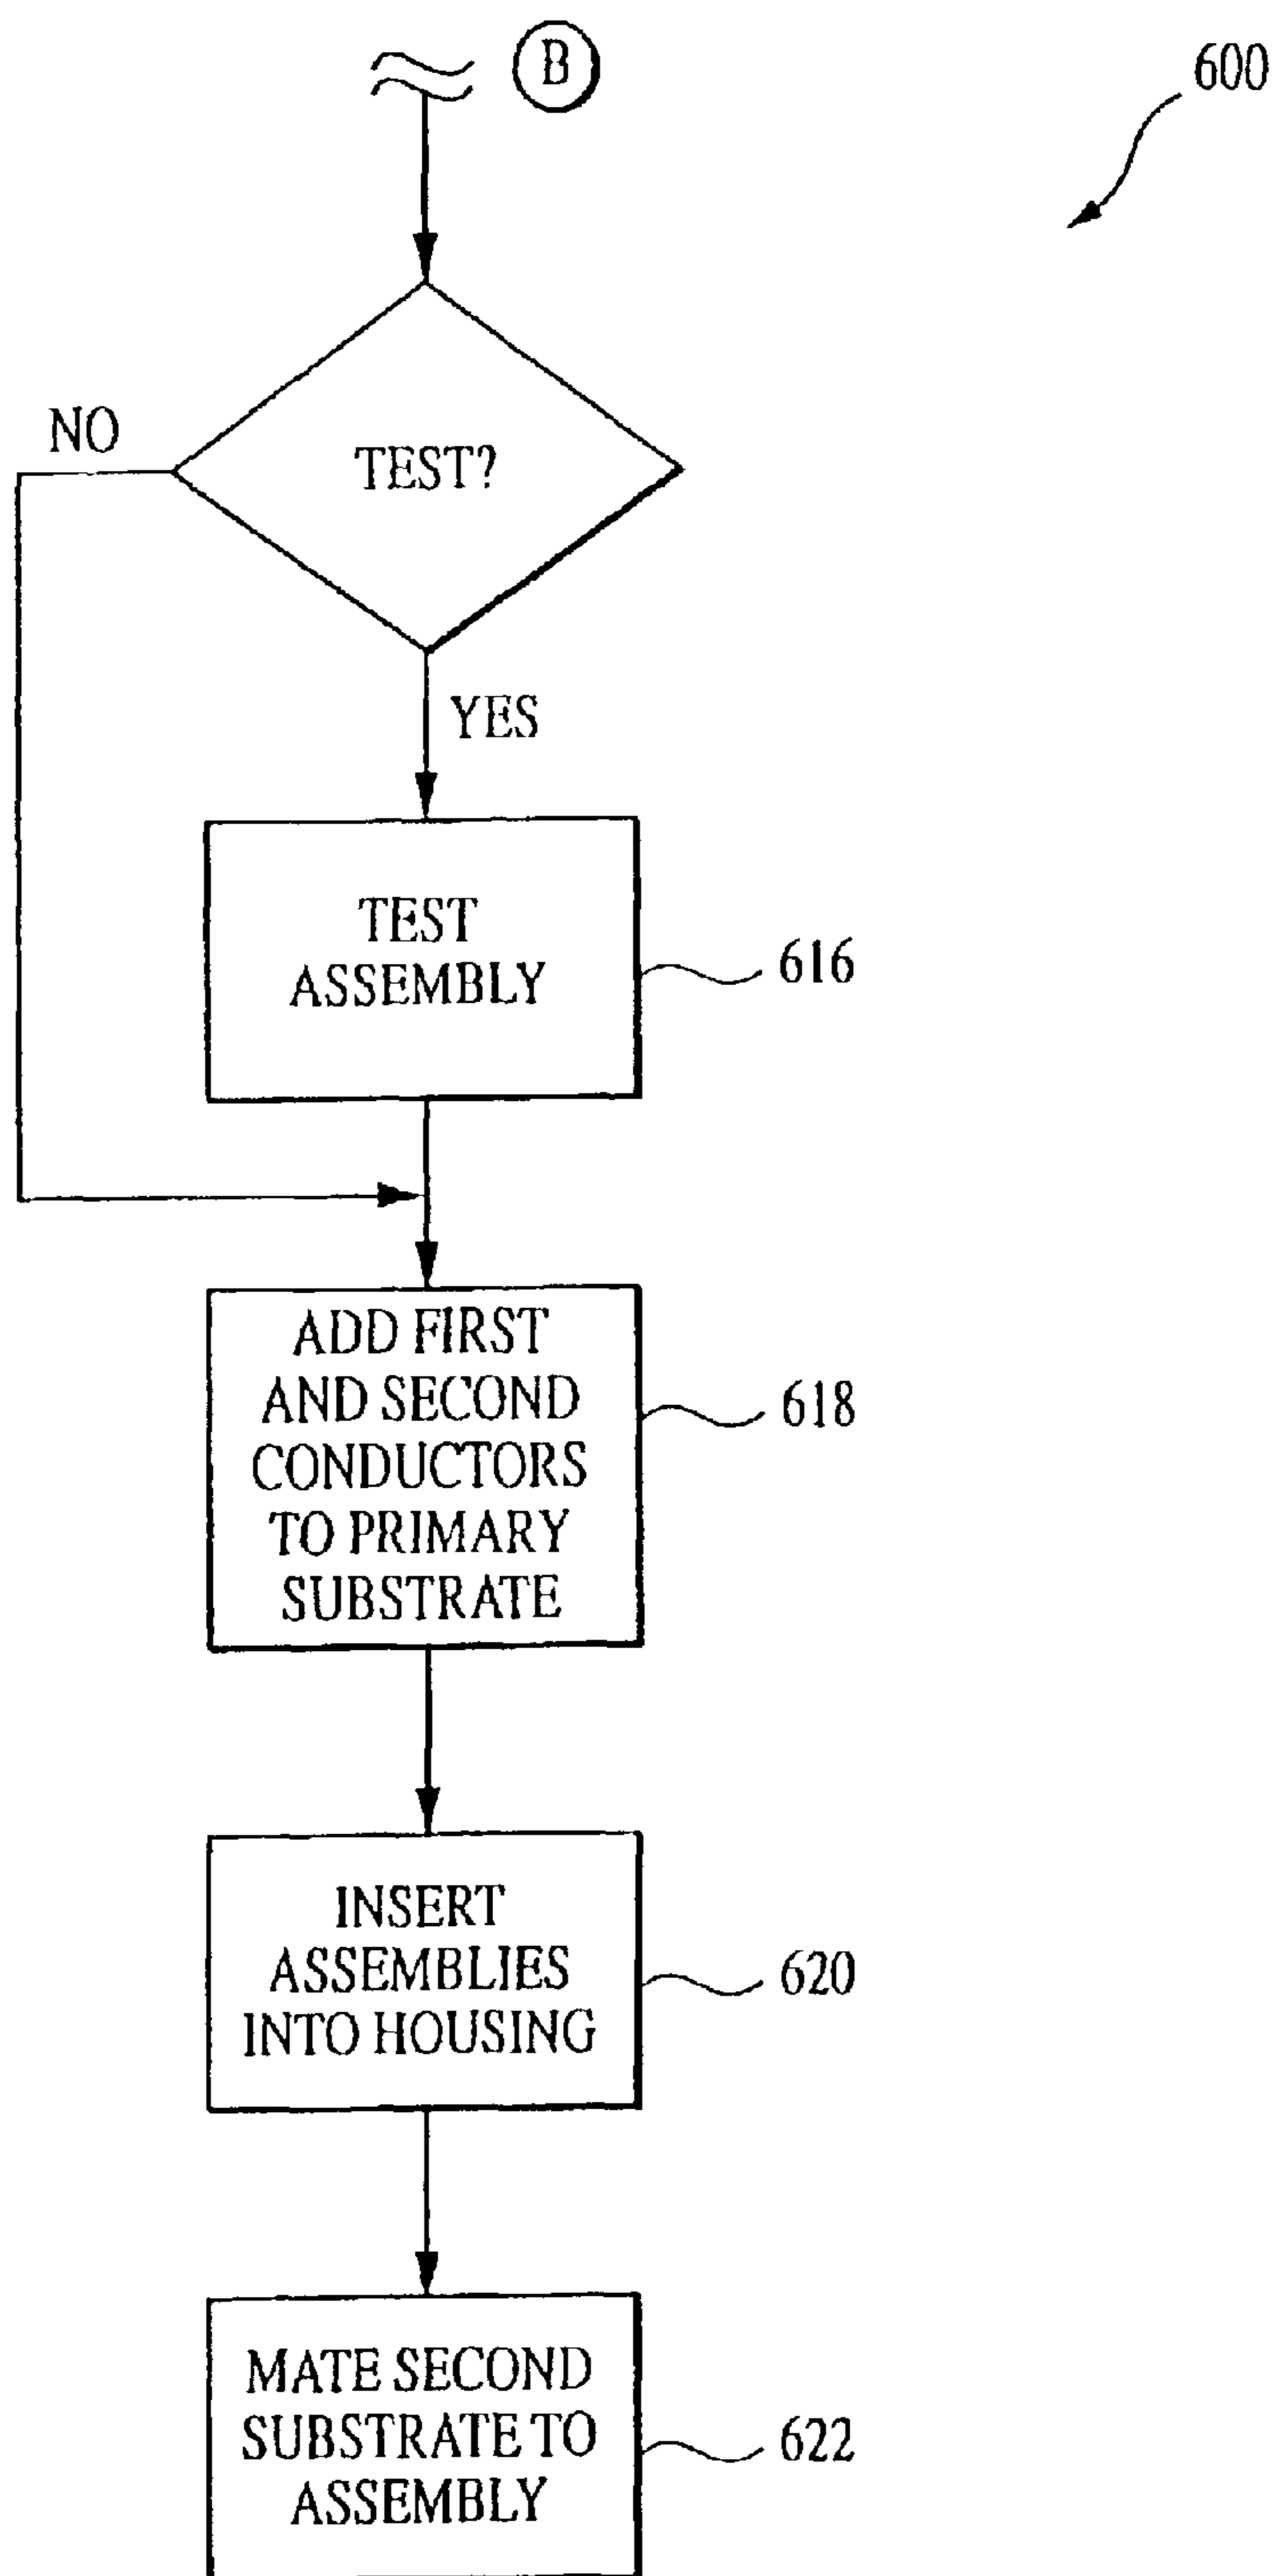 B
600
TEST?
NO
YES
TEST
ASSEMBLY
616
ADD FIRST
AND SECOND
CONDUCTORS
TO PRIMARY
SUBSTRATE
618
INSERT
ASSEMBLIES
INTO HOUSING
620
MATE SECOND
SUBSTRATE TO
ASSEMBLY
622